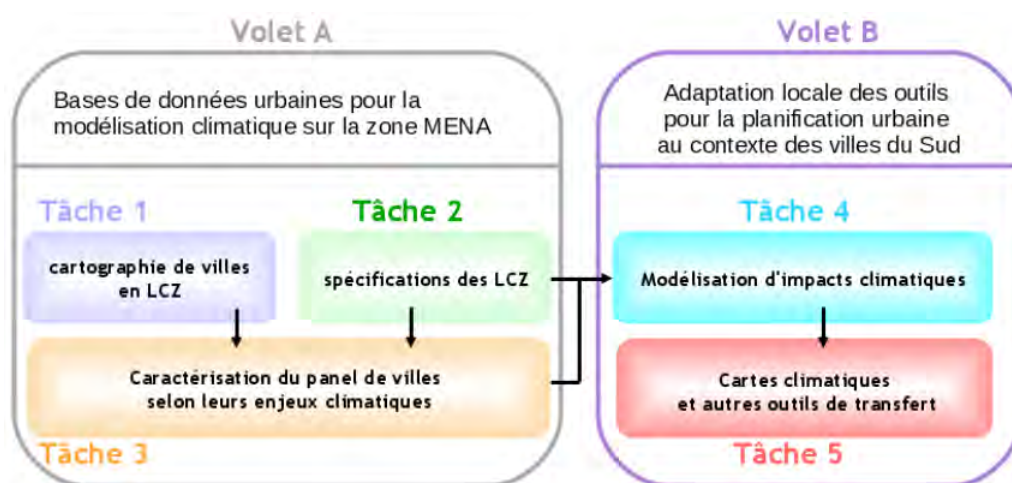 Volet A
Bases de données urbaines pour la
modélisation climatique sur la zone MENA
Tâche 1
cartographie de villes
en LCZ
Tâche 2
spécifications des LCZ
Caractérisation du panel de villes
selon leurs enjeux climatiques
Tâche 3
Volet B
Adaptation locale des outils
pour la planification urbaine
au contexte des villes du Sud
Tâche 4
Modélisation d'impacts climatiques
Cartes climatiques
et autres outils de transfert
Tâche 5